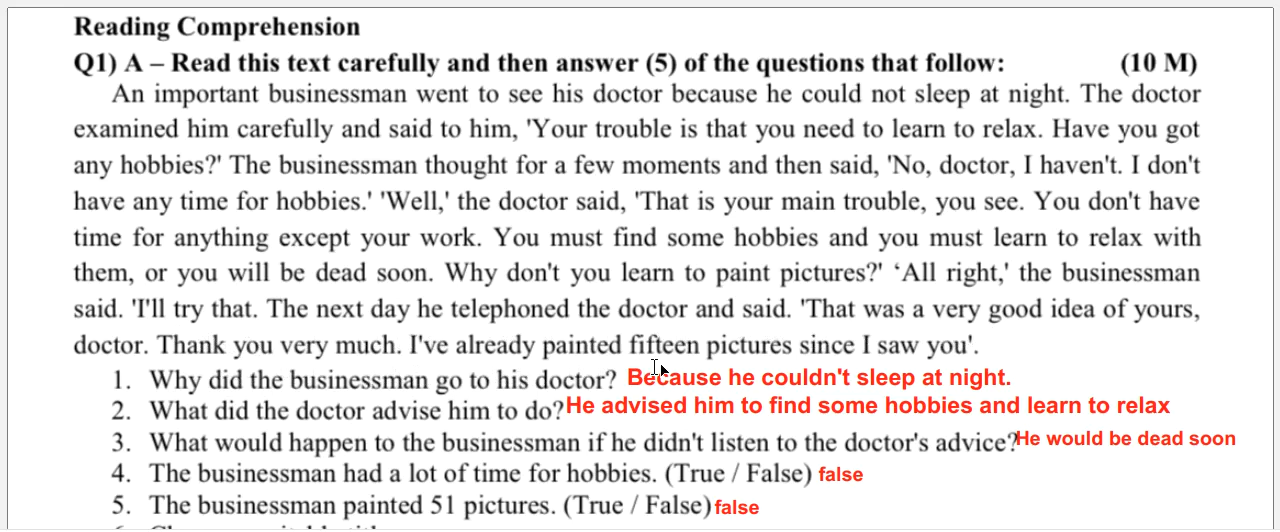 Reading Comprehension
Q1) A – Read this text carefully and then answer (5) of the questions that follow: (10 M)
An important businessman went to see his doctor because he could not sleep at night. The doctor
examined him carefully and said to him, 'Your trouble is that you need to learn to relax. Have you got
any hobbies?' The businessman thought for a few moments and then said, 'No, doctor, I haven't. I don't
have any time for hobbies.' 'Well,' the doctor said, 'That is your main trouble, you see. You don't have
time for anything except your work. You must find some hobbies and you must learn to relax with
them, or you will be dead soon. Why don't you learn to paint pictures?' ‘All right,' the businessman
said. 'I'll try that. The next day he telephoned the doctor and said. 'That was a very good idea of yours,
doctor. Thank you very much. I've already painted fifteen pictures since I saw you'.
1. Why did the businessman go to his doctor? Because he couldn't sleep at night.
2. What did the doctor advise him to do? He advised him to find some hobbies and learn to relax
3. What would happen to the businessman if he didn't listen to the doctor's advice? He would be dead soon
4. The businessman had a lot of time for hobbies. (True / False) false
5. The businessman painted 51 pictures. (True / False) false